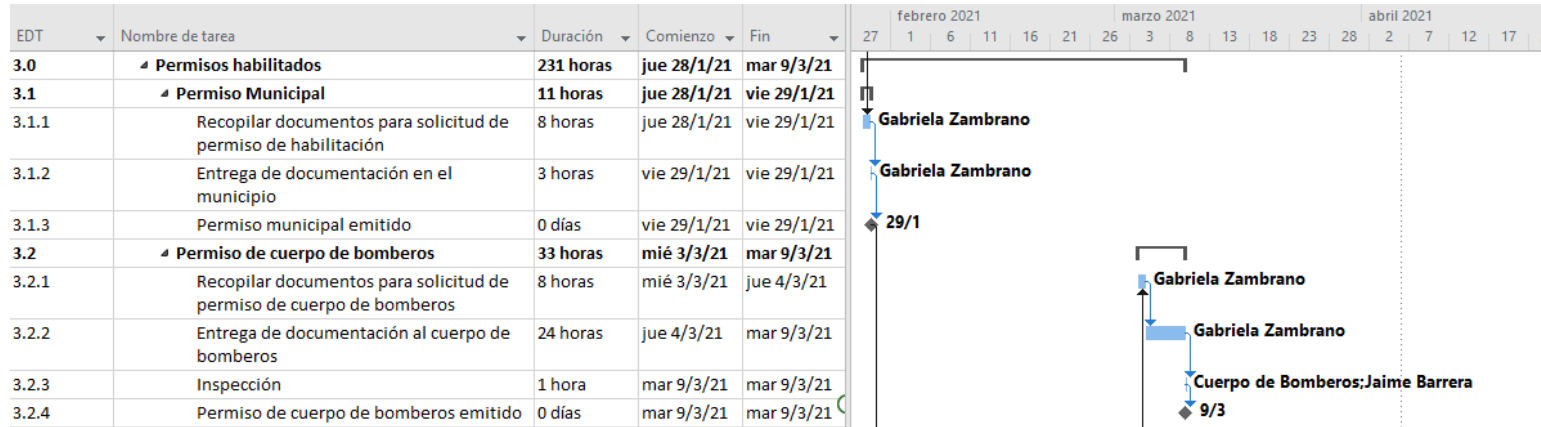 febrero 2021 marzo 2021 abril 2021
EDT Nombre de tarea Duración Comienzo Fin 27 1 6 11 16 21 26 3 8 13 18 23 28 2 7 12 17
3.0 Permisos habilitados 231 horas jue 28/1/21 mar 9/3/21
3.1 Permiso Municipal 11 horas jue 28/1/21 vie 29/1/21
3.1.1 Recopilar documentos para solicitud de 8 horas jue 28/1/21 vie 29/1/21 Gabriela Zambrano
permiso de habilitación
3.1.2 Entrega de documentación en el 3 horas vie 29/1/21 vie 29/1/21 Gabriela Zambrano
municipio
3.1.3 Permiso municipal emitido 0 días vie 29/1/21 vie 29/1/21 29/1
3.2 Permiso de cuerpo de bomberos 33 horas mié 3/3/21 mar 9/3/21
3.2.1 Recopilar documentos para solicitud de 8 horas mié 3/3/21 jue 4/3/21 Gabriela Zambrano
permiso de cuerpo de bomberos
3.2.2 Entrega de documentación al cuerpo de 24 horas jue 4/3/21 mar 9/3/21 Gabriela Zambrano
bomberos
3.2.3 Inspección 1 hora mar 9/3/21 mar 9/3/21 Cuerpo de Bomberos;Jaime Barrera
3.2.4 Permiso de cuerpo de bomberos emitido 0 días mar 9/3/21 mar 9/3/21 9/3